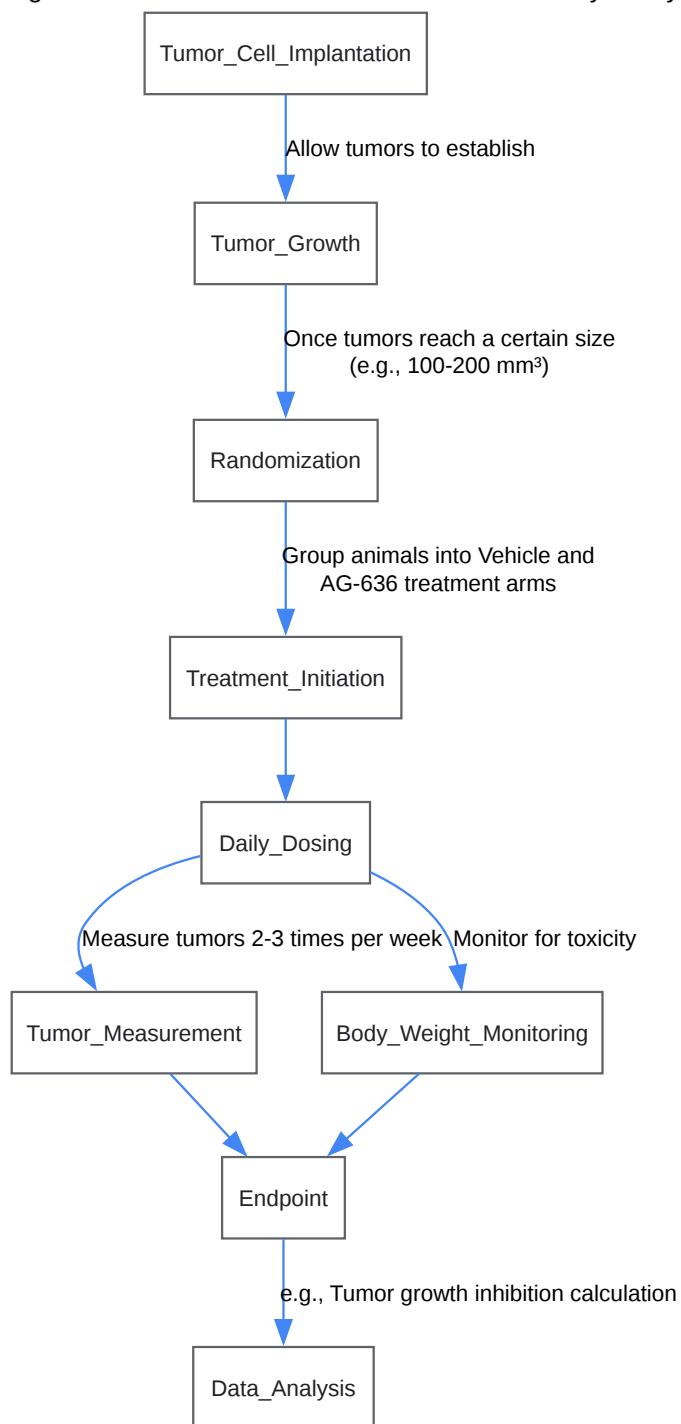 Tumor_Cell_Implantation
Allow tumors to establish
Tumor_Growth
Once tumors reach a certain size
(e.g., 100-200 mm³)
Randomization
Group animals into Vehicle and
AG-636 treatment arms
Treatment_Initiation
Daily_Dosing
Measure tumors 2-3 times per week
Monitor for toxicity
Tumor_Measurement
Body_Weight_Monitoring
Endpoint
e.g., Tumor growth inhibition calculation
Data_Analysis